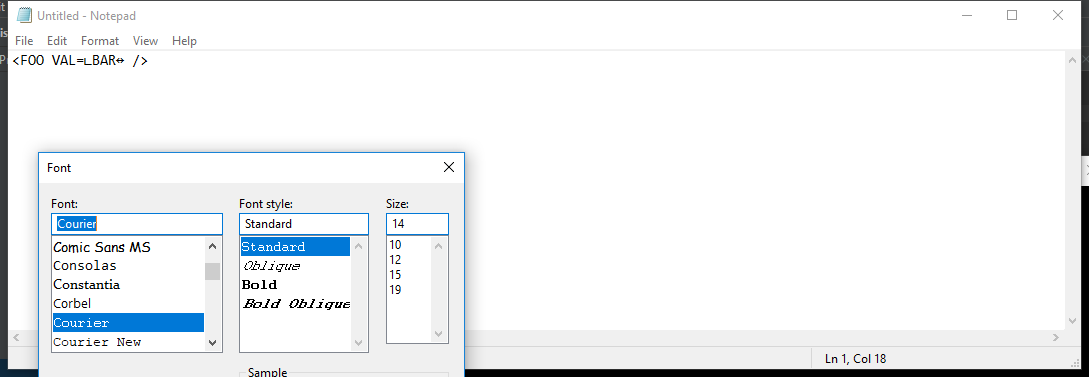 Untitled - Notepad
File Edit Format View Help
<FOO VAL=∟BAR↔ />
Font
Font:
Font style:
Size:
Courier
Standard
14
Comic Sans MS
Consolas
Constantia
Corbel
Courier
Courier New
Standard
Oblique
Bold
Bold Oblique
10
12
15
19
Sample
Ln 1, Col 18